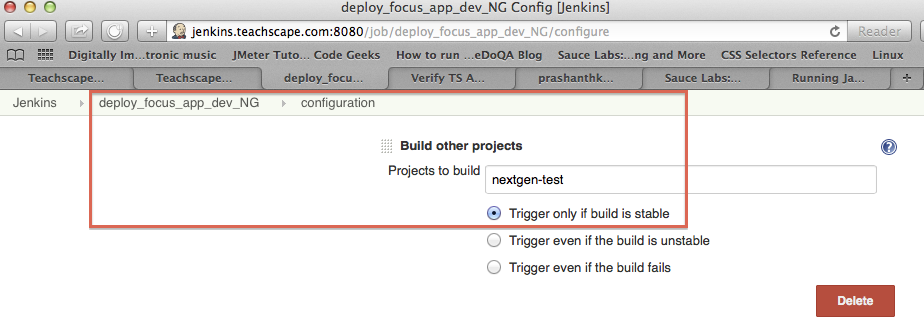 deploy_focus_app_dev_NG Config [Jenkins]
jenkins.teachscape.com:8080/job/deploy_focus_app_dev_NG/configure
Reader
Digitally Im...tronic music
JMeter Tuto... Code Geeks
How to run ...eDoQA Blog
Sauce Labs:...ng and More
CSS Selectors Reference
Linux
Teachscape...
Teachscape...
deploy_focu...
Verify TS A...
prashanthk...
Sauce Labs:...
Running Ja...
Jenkins
deploy_focus_app_dev_NG
configuration
Build other projects
?
Projects to build
nextgen-test
Trigger only if build is stable
Trigger even if the build is unstable
Trigger even if the build fails
Delete